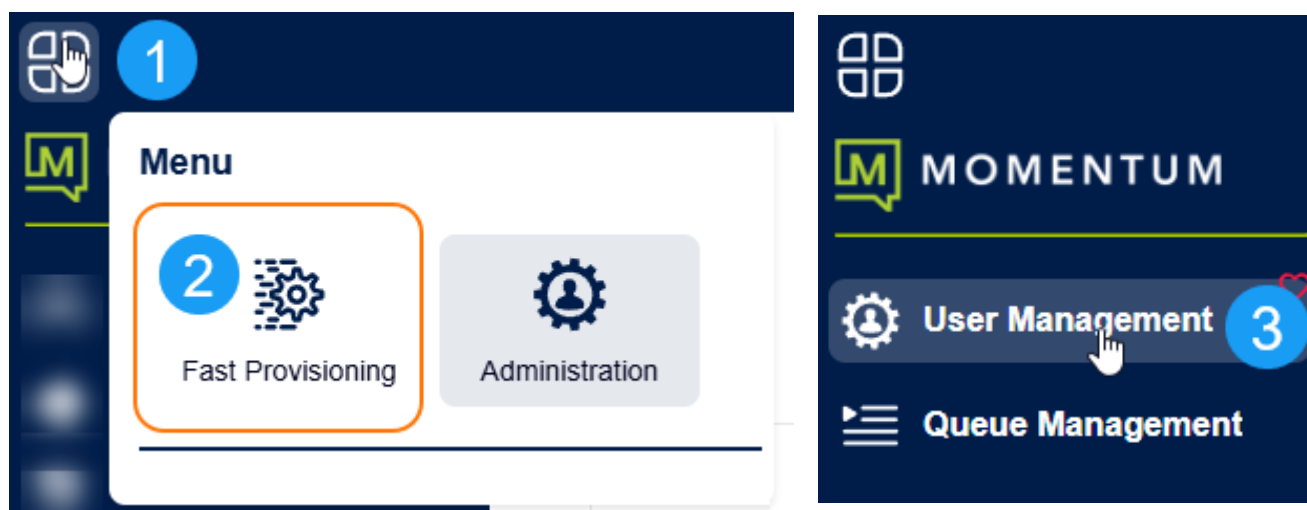 1
M
Menu
2
Fast Provisioning
Administration
M MOMENTUM
User Management
3
Queue Management